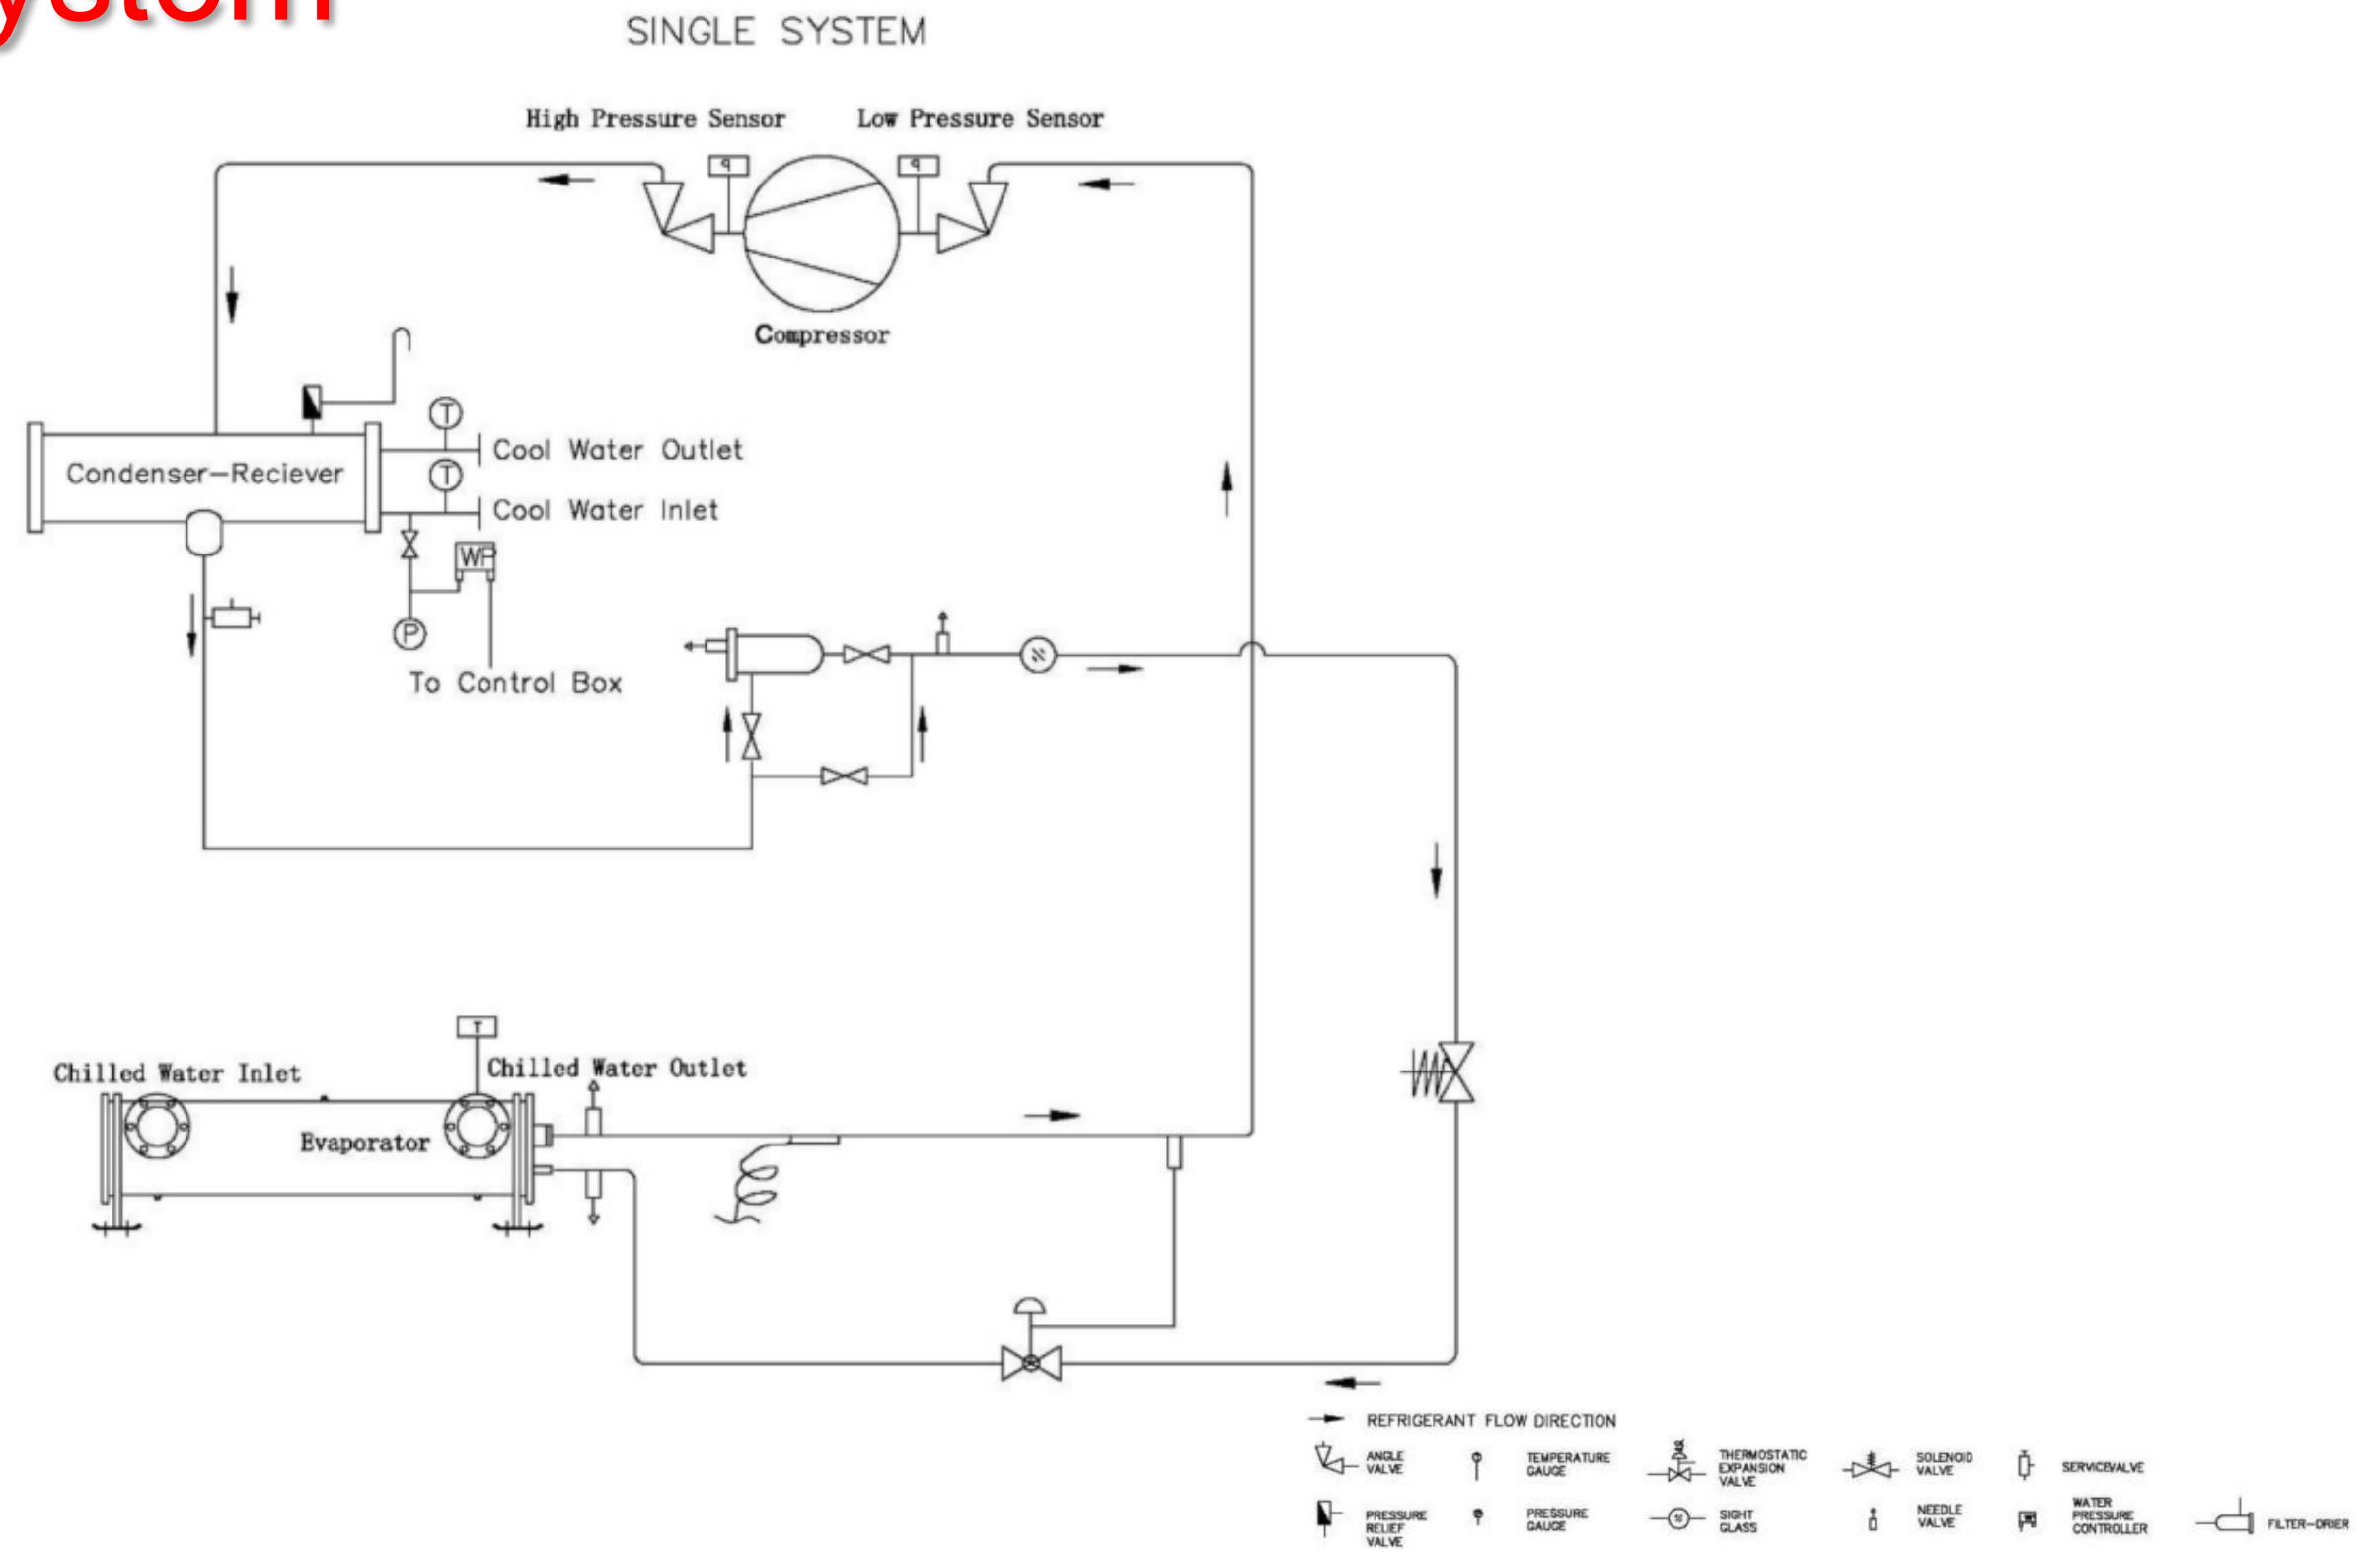 ystem
SINGLE SYSTEM
High Pressure Sensor
Low Pressure Sensor
q
q
Compressor
T
Cool Water Outlet
Condenser-Reciever
T
Cool Water Inlet
WP
P
To Control Box
T
Chilled Water Inlet
Chilled Water Outlet
Evaporator
REFRIGERANT FLOW DIRECTION
ANGLE
VALVE
TEMPERATURE
GAUGE
THERMOSTATIC
EXPANSION
VALVE
SOLENOID
VALVE
SERVICEVALVE
PRESSURE
RELIEF
VALVE
PRESSURE
GAUGE
SIGHT
GLASS
NEEDLE
VALVE
WATER
PRESSURE
CONTROLLER
FILTER-DRIER